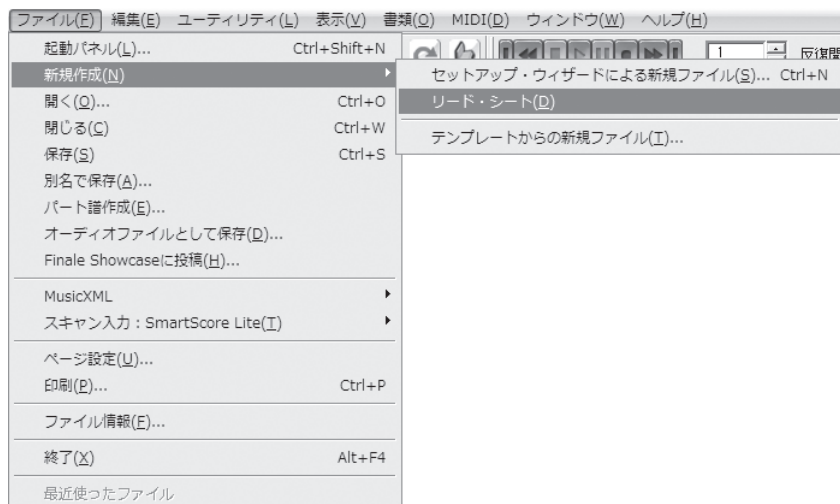 ファイル(F) 編集(E) ユーティリティ(L) 表示(V) 書類(O) MIDI(D) ウィンドウ(W) ヘルプ(H)
起動パネル(L)... Ctrl+Shift+N
1 反復開
新規作成(N)
セットアップ・ウィザードによる新規ファイル(S)... Ctrl+N
リード・シート(D)
テンプレートからの新規ファイル(T)...
開く(O)... Ctrl+O
閉じる(C) Ctrl+W
保存(S) Ctrl+S
別名で保存(A)...
パート譜作成(E)...
オーディオファイルとして保存(D)...
Finale Showcaseに投稿(H)...
MusicXML
スキャン入力：SmartScore Lite(T)
ページ設定(U)...
印刷(P)... Ctrl+P
ファイル情報(F)...
終了(X) Alt+F4
最近使ったファイル